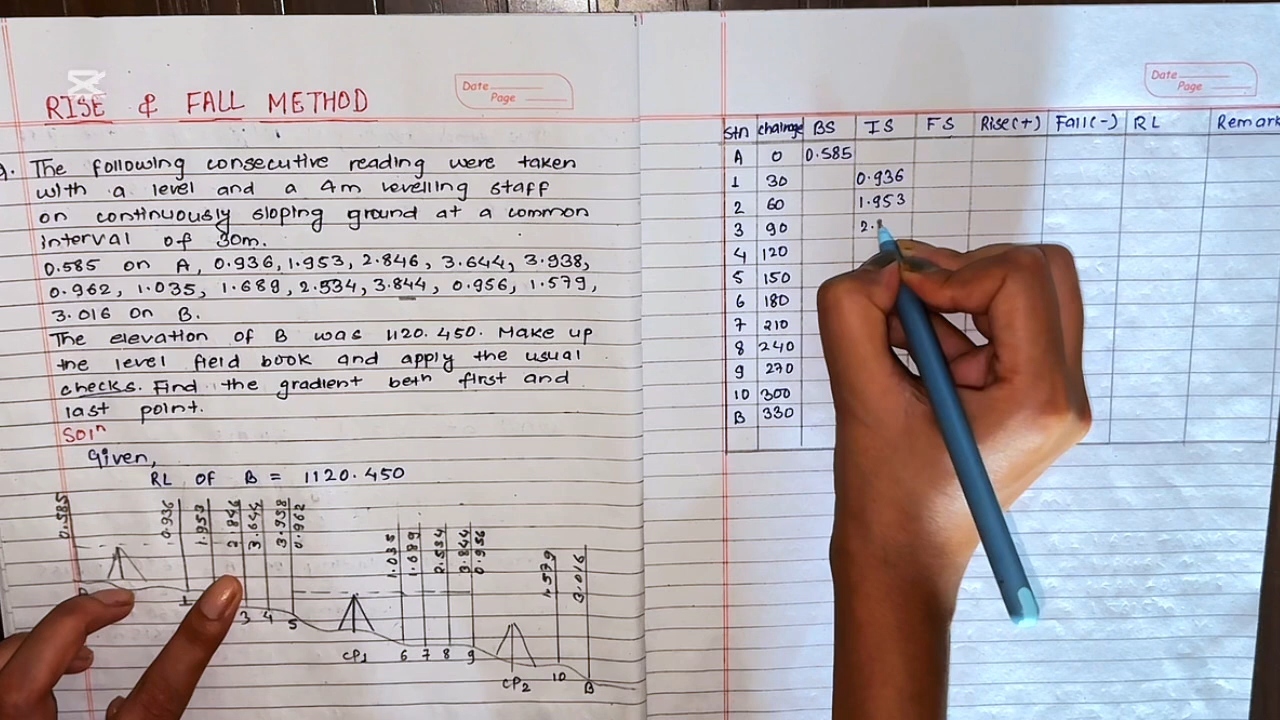 RISE & FALL METHOD
Date
Page
Q. The following consecutive reading were taken
with a level and a 4m levelling staff
on continuously sloping ground at a common
interval of 30m.
0.585 on A, 0.936, 1.953, 2.846, 3.644, 3.938,
0.962, 1.035, 1.689, 2.534, 3.844, 0.956, 1.579,
3.016 on B.
The elevation of B was 1120.450. Make up
the level field book and apply the usual
checks. Find the gradient betn first and
last point.
Soln
Given,
RL OF B = 1120.450
0.585 0.936 1.953 2.846 3.644 3.938 0.962 1.035 1.689 2.534 3.844 0.956 1.579 3.016
1 3 4 5 CP1 6 7 8 9 CP2 10 B
Date
Page
Stn chainage BS IS FS Rise(+) Fall(-) RL Remark
A 0 0.585
1 30 0.936
2 60 1.953
3 90 2.
4 120
5 150
6 180
7 210
8 240
9 270
10 300
B 330